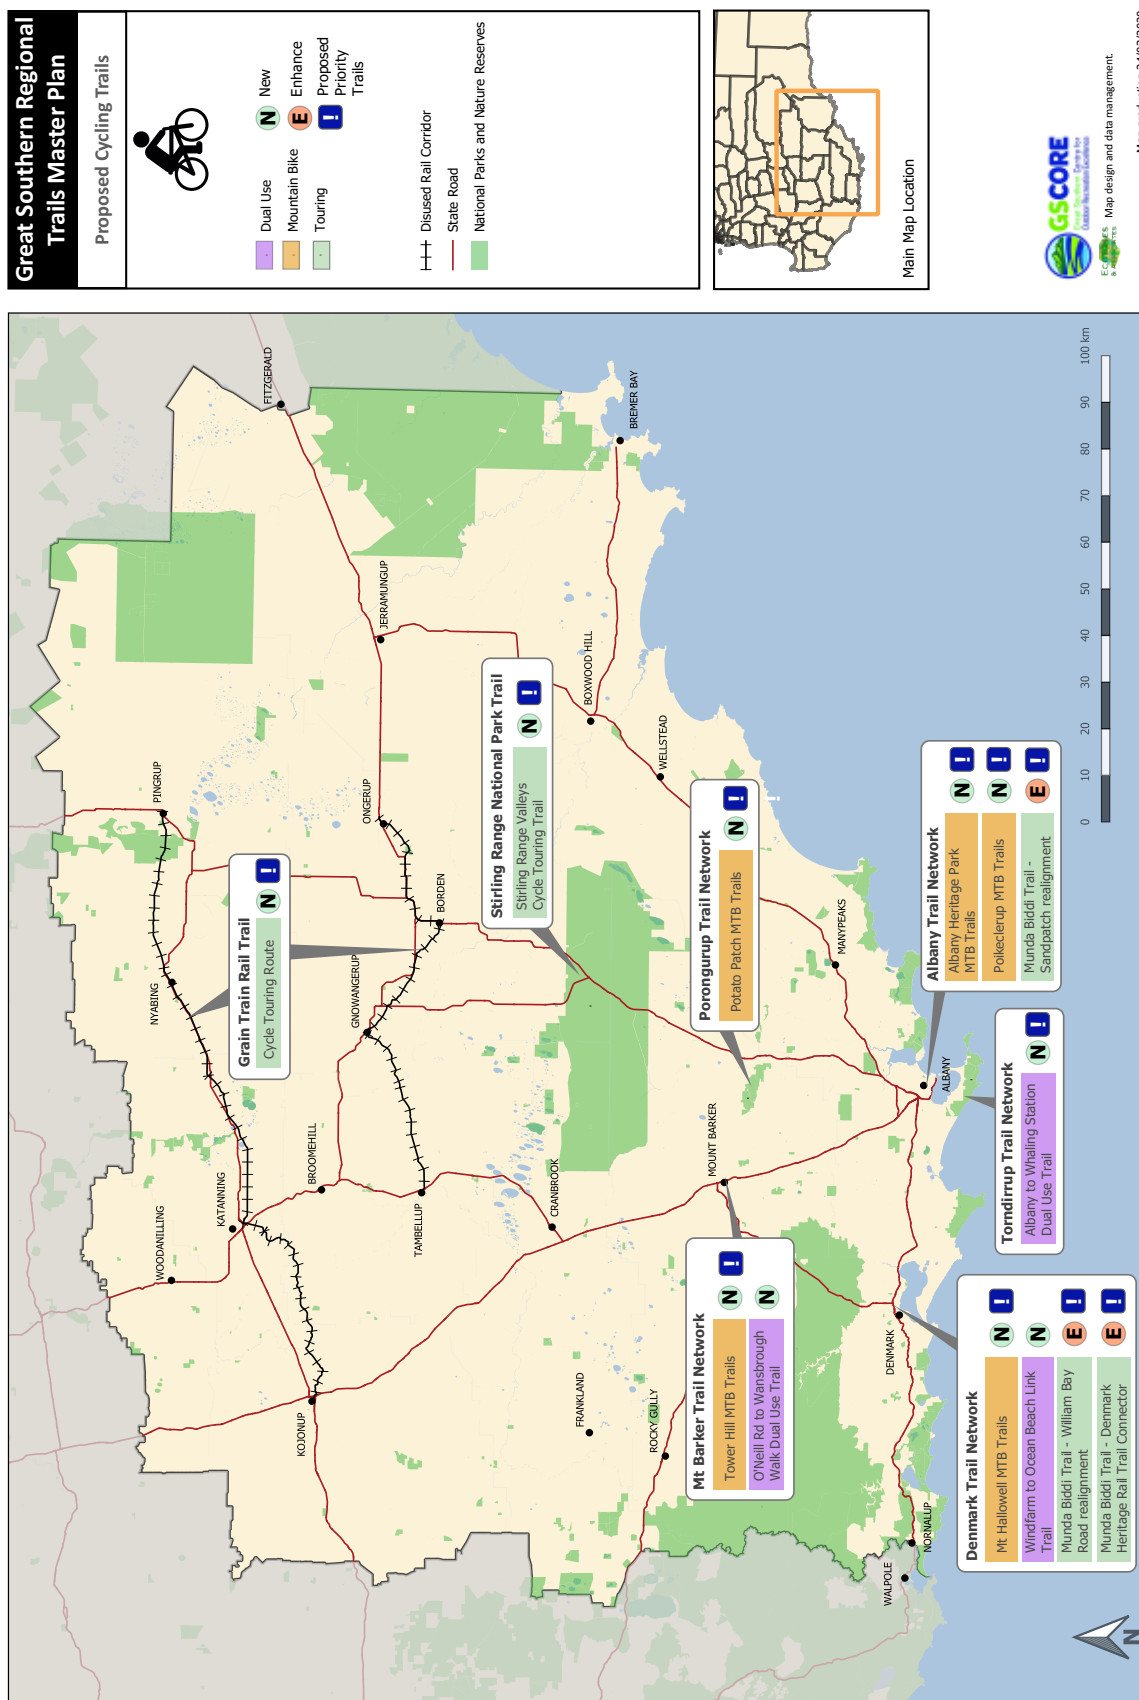 Great Southern Regional
Trails Master Plan
Proposed Cycling Trails
Dual Use
Mountain Bike
Touring
N New
E Enhance
! Proposed
Priority
Trails
Disused Rail Corridor
State Road
National Parks and Nature Reserves
Main Map Location
GSCORE
Great Southern Centre for
Outdoor Recreation Excellence
Map design and data management.
FITZGERALD
BREMER BAY
JERRAMUNGUP
BOXWOOD HILL
WELLSTEAD
PINGRUP
ONGERUP
BORDEN
NYABING
GNOWANGERUP
MANYPEAKS
ALBANY
KATANNING
BROOMEHILL
WOODANILLING
TAMBELLUP
CRANBROOK
MOUNT BARKER
KOJONUP
FRANKLAND
ROCKY GULLY
DENMARK
NORNALUP
WALPOLE
Grain Train Rail Trail
Cycle Touring Route N !
Stirling Range National Park Trail
Stirling Range Valleys
Cycle Touring Trail N !
Porongurup Trail Network
Potato Patch MTB Trails N !
Albany Trail Network
Albany Heritage Park
MTB Trails N !
Poikeclerup MTB Trails N !
Munda Biddi Trail -
Sandpatch realignment E !
Torndirrup Trail Network
Albany to Whaling Station
Dual Use Trail N !
Mt Barker Trail Network
Tower Hill MTB Trails N !
O'Neill Rd to Wansbrough
Walk Dual Use Trail N
Denmark Trail Network
Mt Hallowell MTB Trails N !
Windfarm to Ocean Beach Link
Trail N
Munda Biddi Trail - William Bay
Road realignment E !
Munda Biddi Trail - Denmark
Heritage Rail Trail Connector E !
0 10 20 30 40 50 60 70 80 90 100 km
N